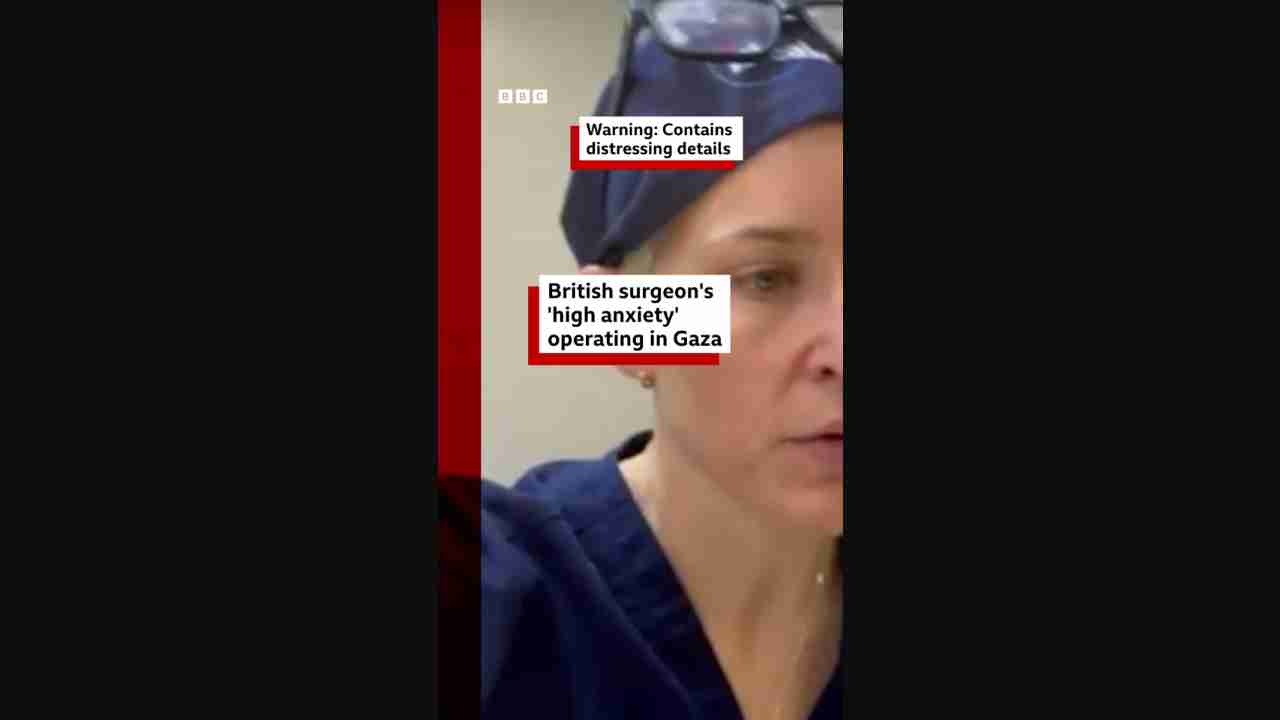 BBC
Warning: Contains
distressing details
British surgeon's
'high anxiety'
operating in Gaza